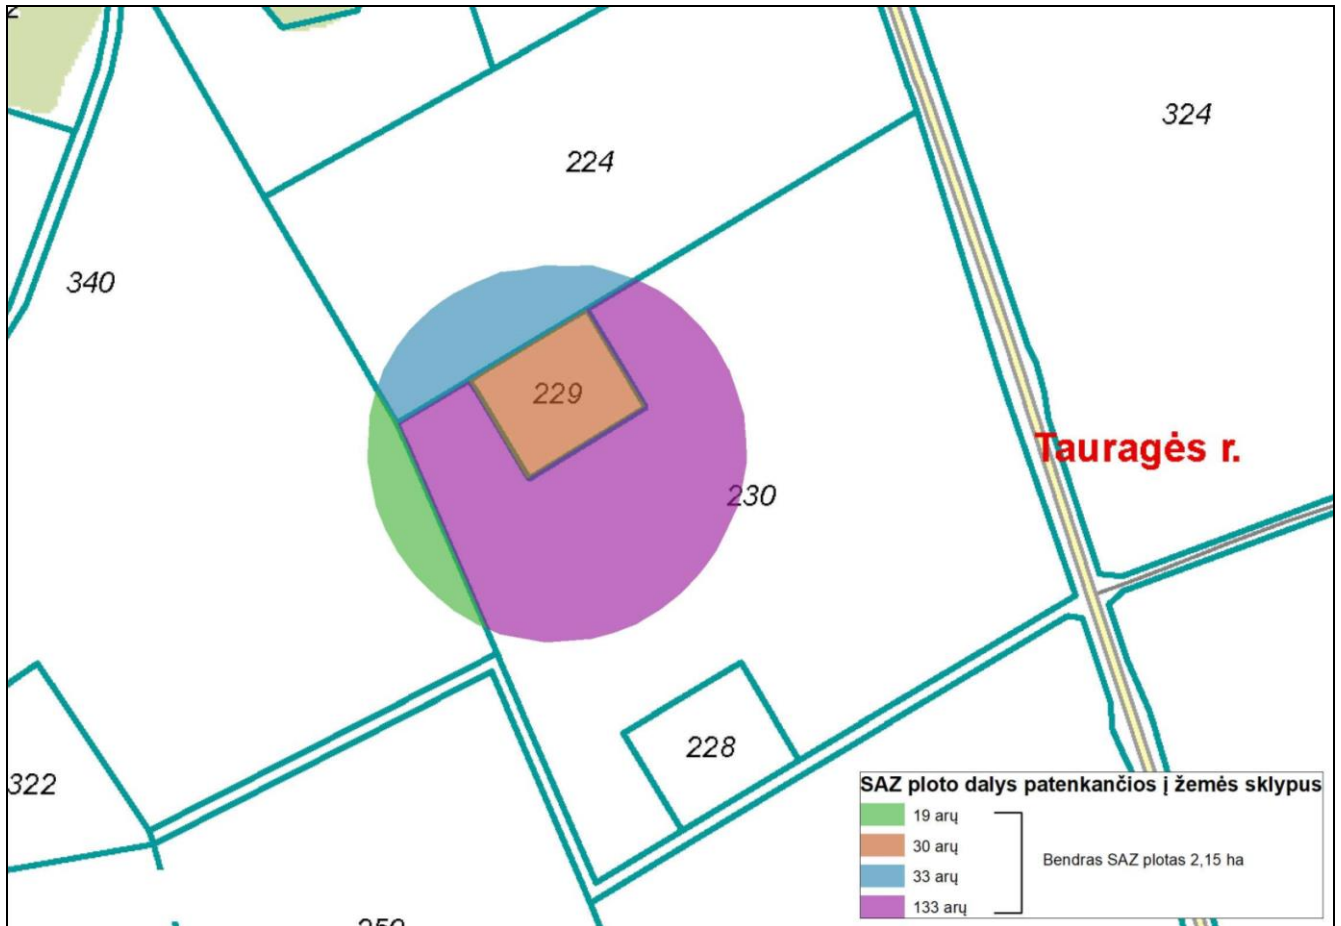 324
224
340
229
Tauragės r.
230
228
322
SAZ ploto dalys patenkančios į žemės sklypus
19 arų
30 arų
Bendras SAZ plotas 2,15 ha
33 arų
133 arų